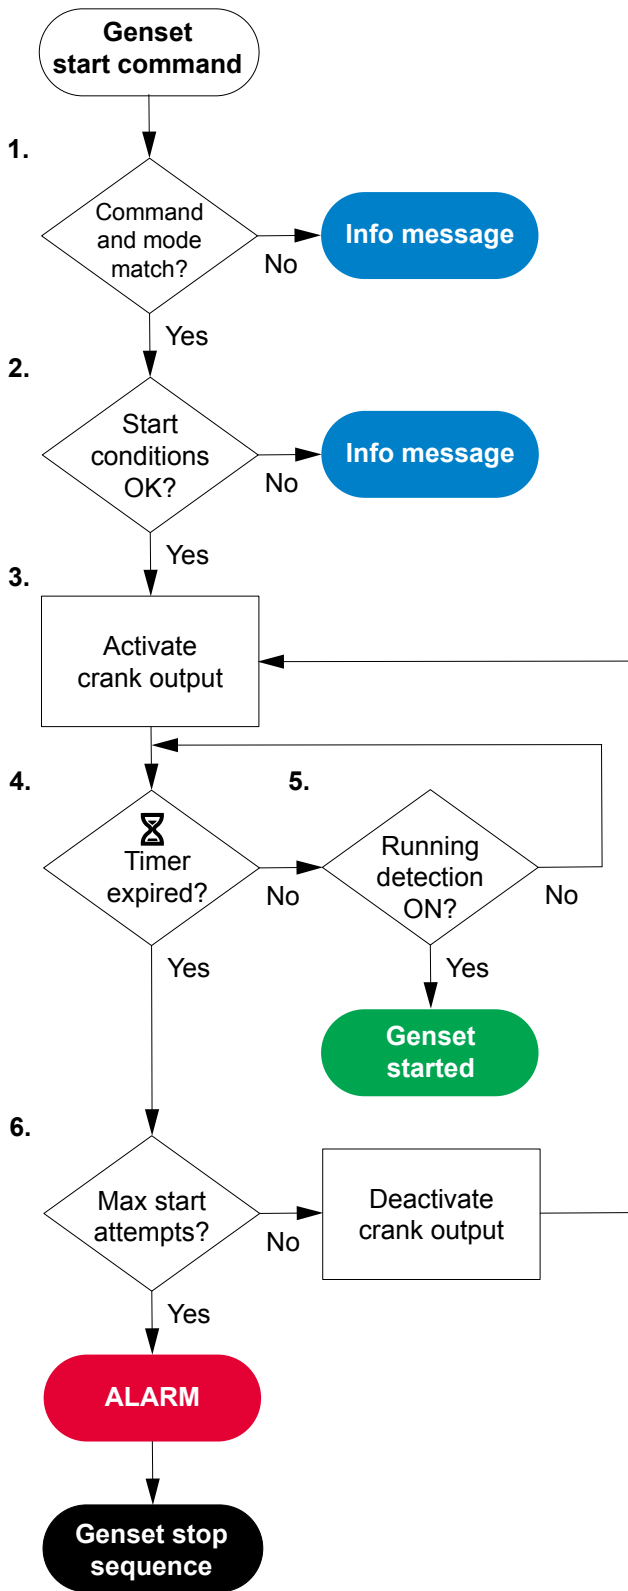 Genset
start command
1.
Command
and mode
match?
No
Info message
Yes
2.
Start
conditions
OK?
No
Info message
Yes
3.
Activate
crank output
4.
Timer
expired?
No
5.
Running
detection
ON?
No
Yes
Yes
Genset
started
6.
Max start
attempts?
No
Deactivate
crank output
Yes
ALARM
Genset stop
sequence